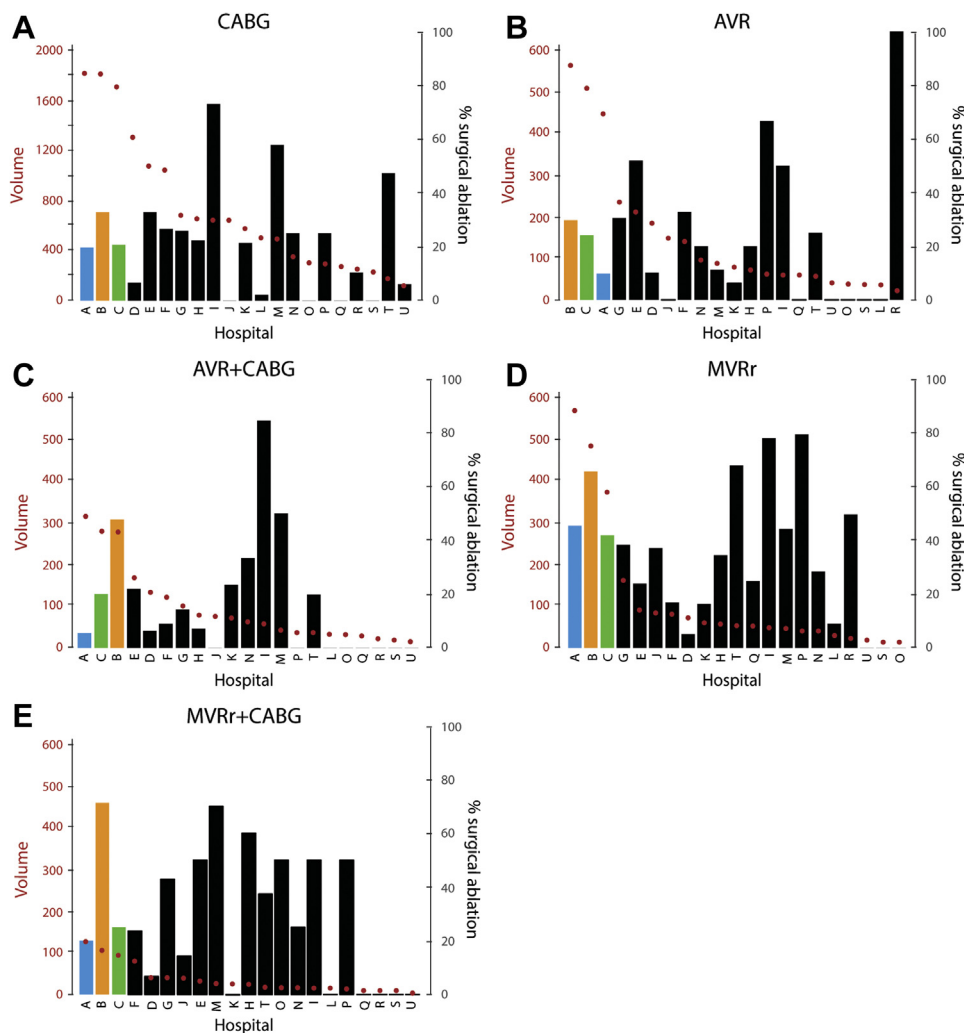 A CABG
Volume
2000
1600
1200
800
400
0
100
80
60
40
20
0
% surgical ablation
A B C D E F G H I J K L M N O P Q R S T U
Hospital
B AVR
Volume
600
500
400
300
200
100
0
100
80
60
40
20
0
% surgical ablation
B C A G E D J F N M K H P I Q T U O S L R
Hospital
C AVR+CABG
Volume
600
500
400
300
200
100
0
100
80
60
40
20
0
% surgical ablation
A C B E D F G H J K N I M P T L O Q R S U
Hospital
D MVRr
Volume
600
500
400
300
200
100
0
100
80
60
40
20
0
% surgical ablation
A B C G E J F D K H T Q I M P N L R U S O
Hospital
E MVRr+CABG
Volume
600
500
400
300
200
100
0
100
80
60
40
20
0
% surgical ablation
A B C F D G J E M K H T O N I L P Q R S U
Hospital